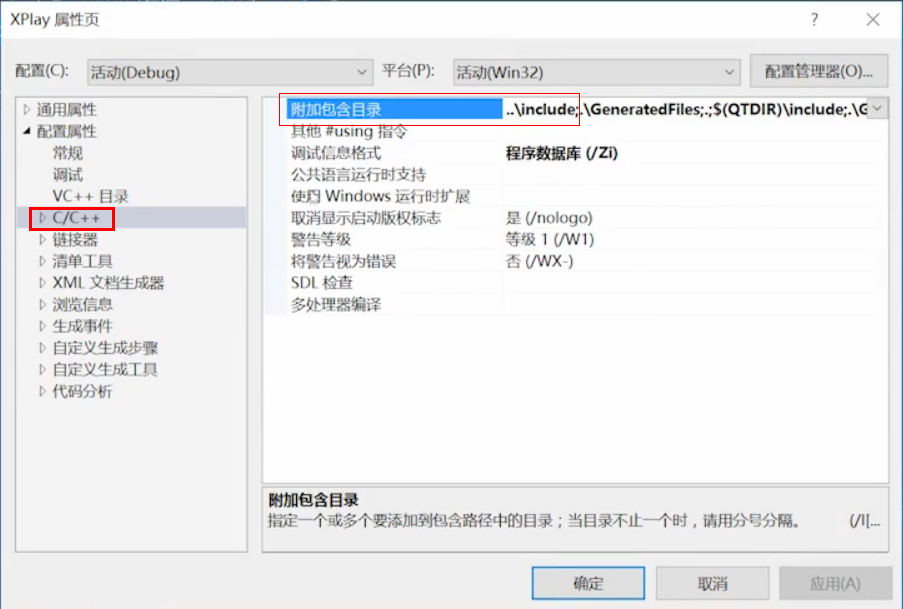 XPlay 属性页
配置(C): 活动(Debug) 平台(P): 活动(Win32) 配置管理器(O)...
通用属性
配置属性
常规
调试
VC++ 目录
C/C++
链接器
清单工具
XML 文档生成器
浏览信息
生成事件
自定义生成步骤
自定义生成工具
代码分析
附加包含目录 ..\include;.\GeneratedFiles;.;$(QTDIR)\include;.\G
其他 #using 指令
调试信息格式 程序数据库 (/Zi)
公共语言运行时支持
使用 Windows 运行时扩展
取消显示启动版权标志 是 (/nologo)
警告等级 等级 1 (/W1)
将警告视为错误 否 (/WX-)
SDL 检查
多处理器编译
附加包含目录
指定一个或多个要添加到包含路径中的目录；当目录不止一个时，请用分号分隔。 (/I[...
确定 取消 应用(A)